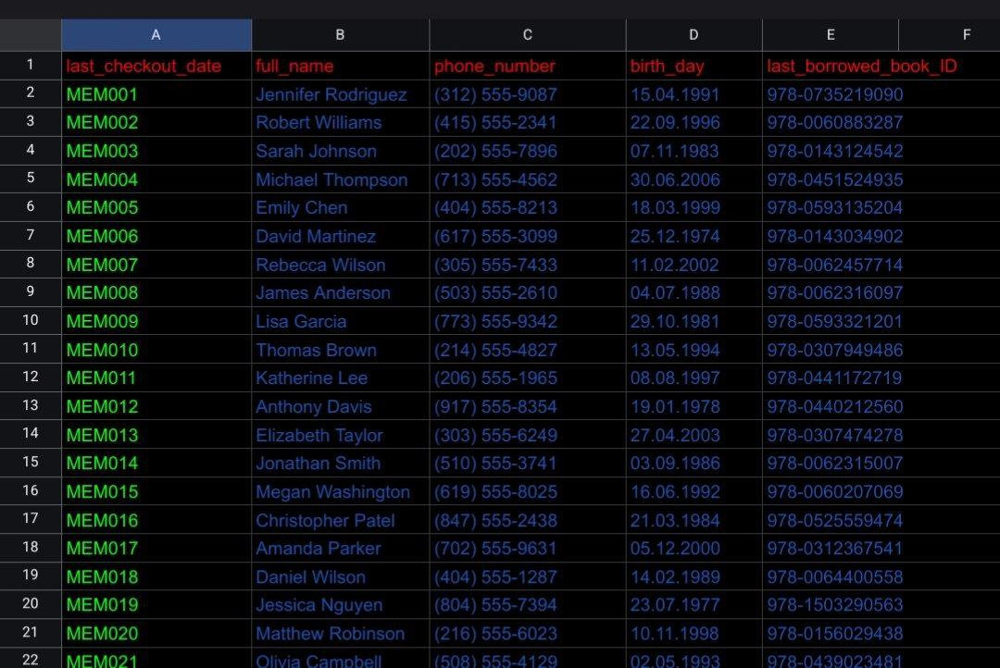 A B C D E F
1 last_checkout_date full_name phone_number birth_day last_borrowed_book_ID
2 MEM001 Jennifer Rodriguez (312) 555-9087 15.04.1991 978-0735219090
3 MEM002 Robert Williams (415) 555-2341 22.09.1996 978-0060883287
4 MEM003 Sarah Johnson (202) 555-7896 07.11.1983 978-0143124542
5 MEM004 Michael Thompson (713) 555-4562 30.06.2006 978-0451524935
6 MEM005 Emily Chen (404) 555-8213 18.03.1999 978-0593135204
7 MEM006 David Martinez (617) 555-3099 25.12.1974 978-0143034902
8 MEM007 Rebecca Wilson (305) 555-7433 11.02.2002 978-0062457714
9 MEM008 James Anderson (503) 555-2610 04.07.1988 978-0062316097
10 MEM009 Lisa Garcia (773) 555-9342 29.10.1981 978-0593321201
11 MEM010 Thomas Brown (214) 555-4827 13.05.1994 978-0307949486
12 MEM011 Katherine Lee (206) 555-1965 08.08.1997 978-0441172719
13 MEM012 Anthony Davis (917) 555-8354 19.01.1978 978-0440212560
14 MEM013 Elizabeth Taylor (303) 555-6249 27.04.2003 978-0307474278
15 MEM014 Jonathan Smith (510) 555-3741 03.09.1986 978-0062315007
16 MEM015 Megan Washington (619) 555-8025 16.06.1992 978-0060207069
17 MEM016 Christopher Patel (847) 555-2438 21.03.1984 978-0525559474
18 MEM017 Amanda Parker (702) 555-9631 05.12.2000 978-0312367541
19 MEM018 Daniel Wilson (404) 555-1287 14.02.1989 978-0064400558
20 MEM019 Jessica Nguyen (804) 555-7394 23.07.1977 978-1503290563
21 MEM020 Matthew Robinson (216) 555-6023 10.11.1998 978-0156029438
22 MEM021 Olivia Campbell (508) 555-4129 02.05.1993 978-0439023481